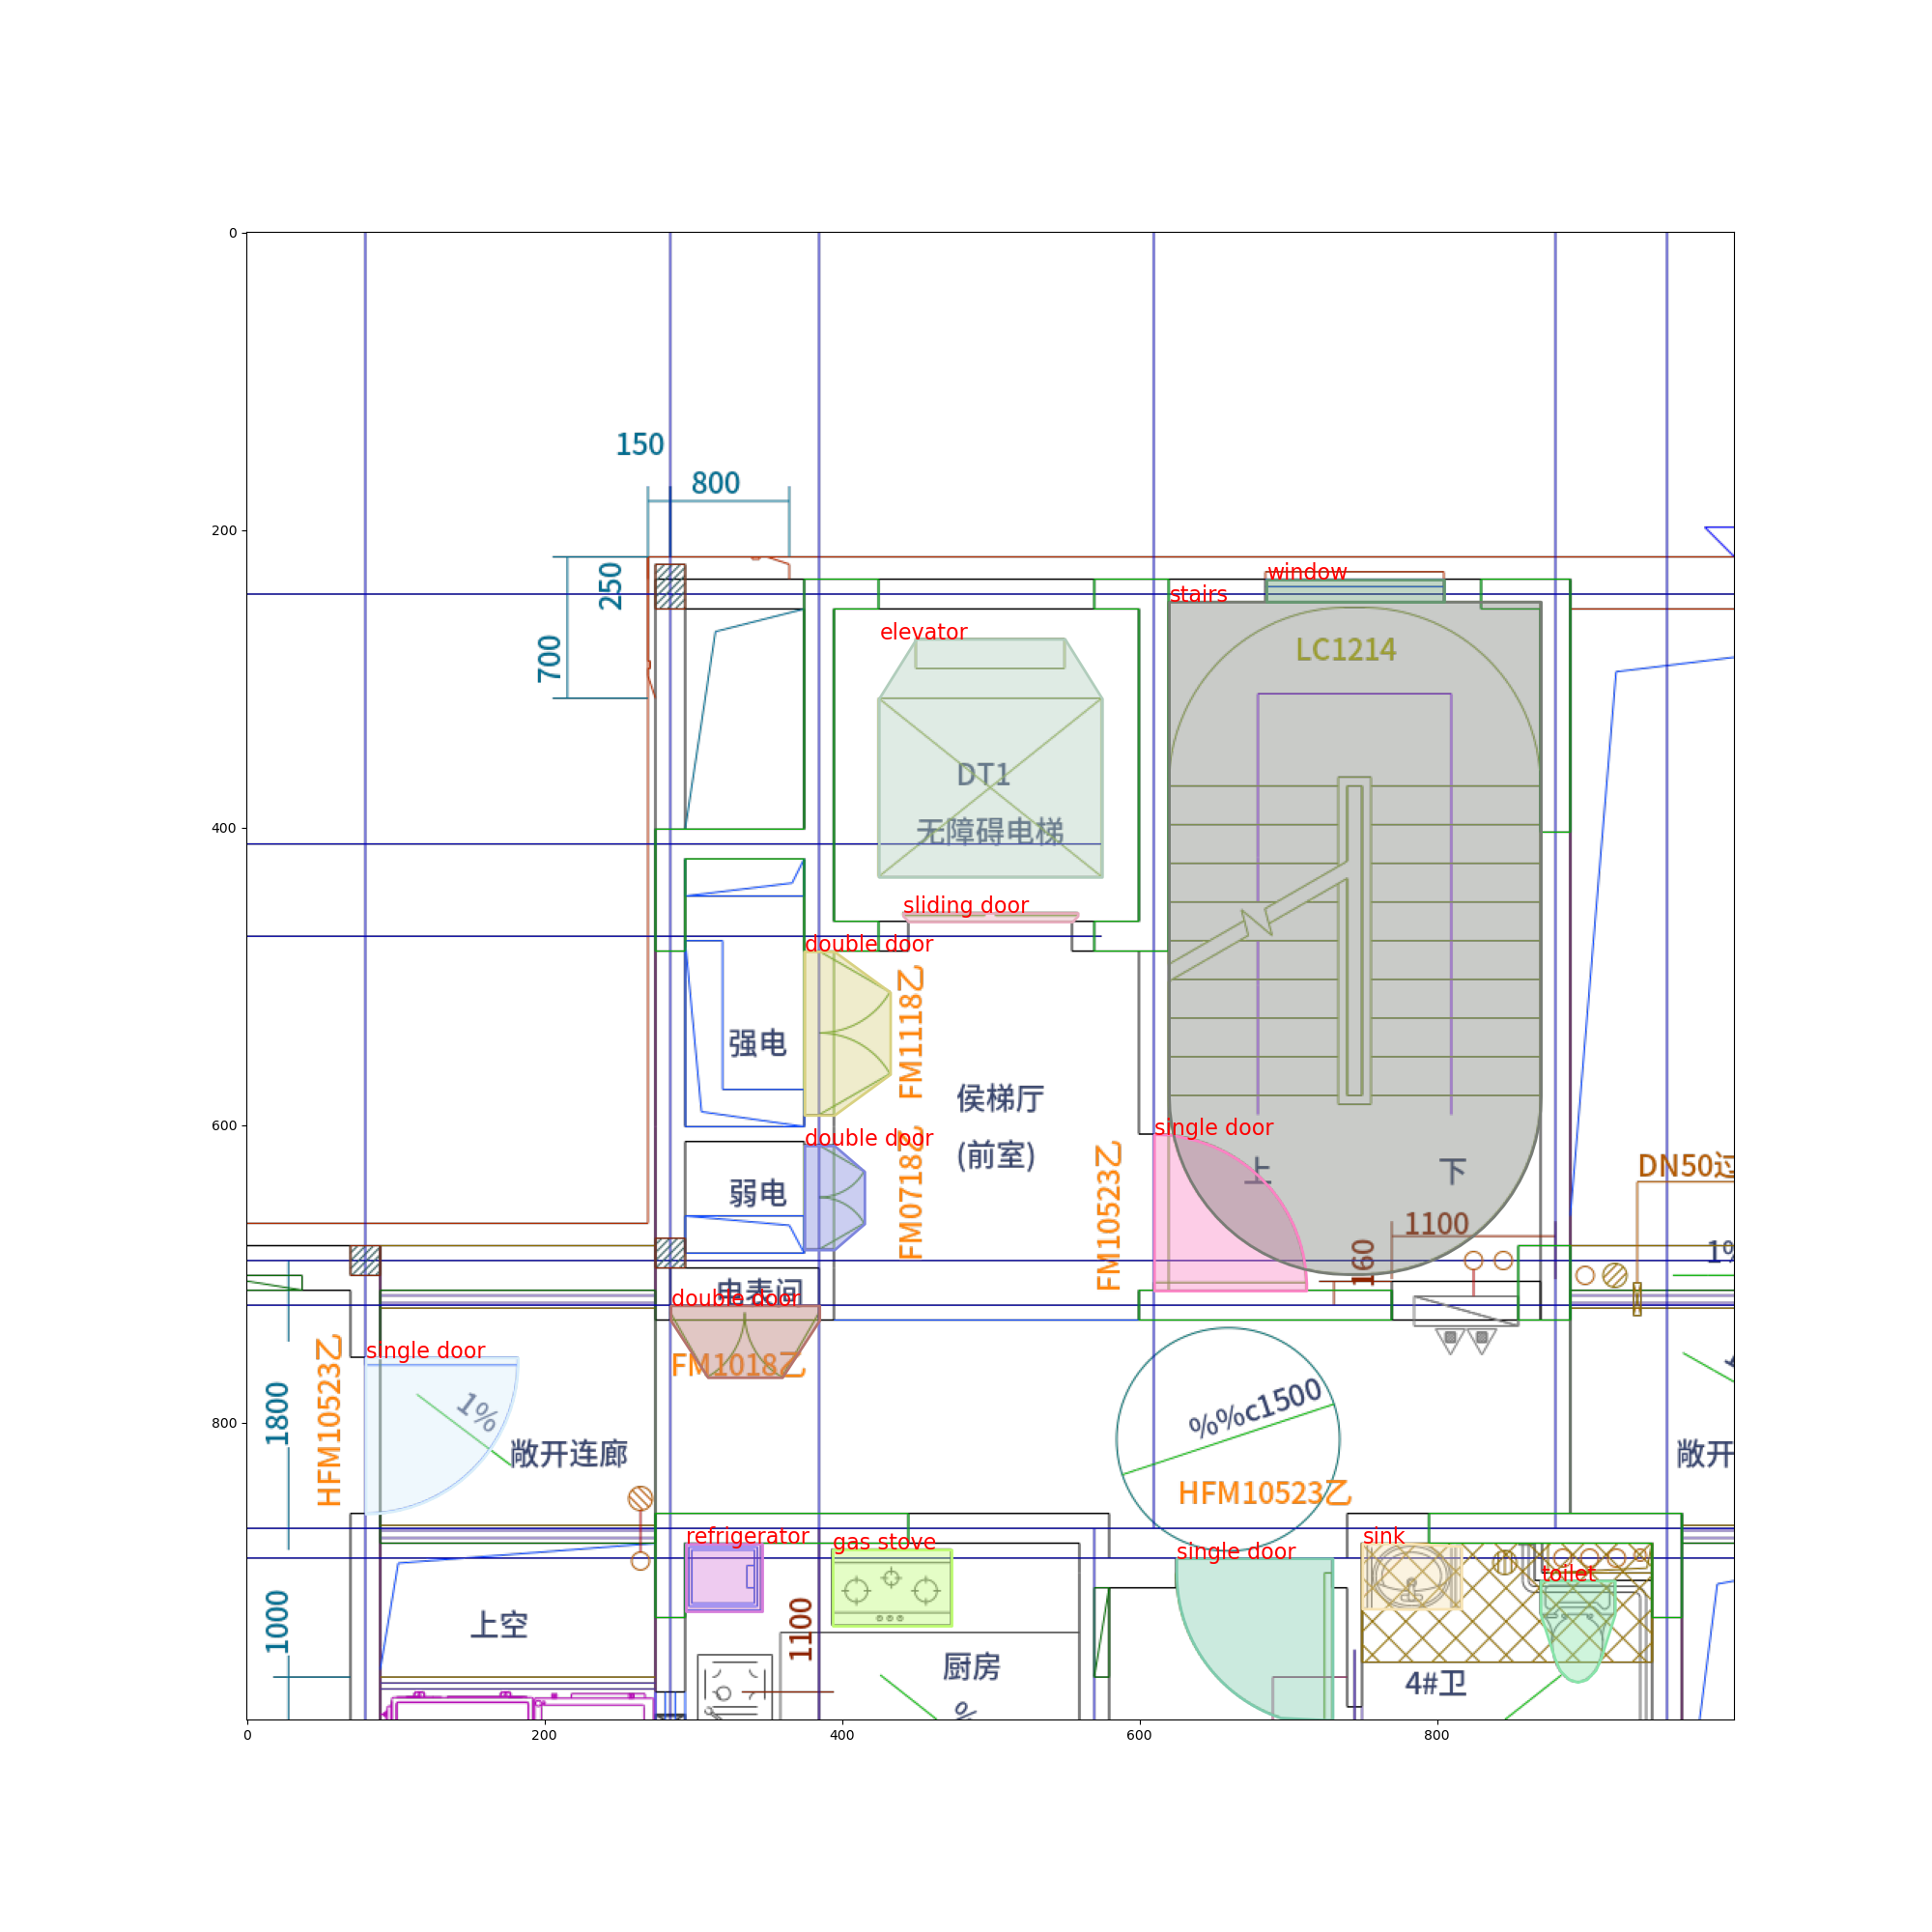 0
200
400
600
800
0
200
400
600
800
150
800
250
700
window
stairs
elevator
LC1214
DT1
无障碍电梯
sliding door
double door
FM1118乙
强电
侯梯厅
(前室)
double door
FM0718乙
弱电
single door
FM10523乙
上
下
DN50过
1100
160
电表间
double door
FM1018乙
single door
HFM10523乙
1800
1%
敞开连廊
%%c1500
HFM10523乙
敞开
refrigerator
gas stove
single door
sink
toilet
1000
上空
1100
厨房
4#卫